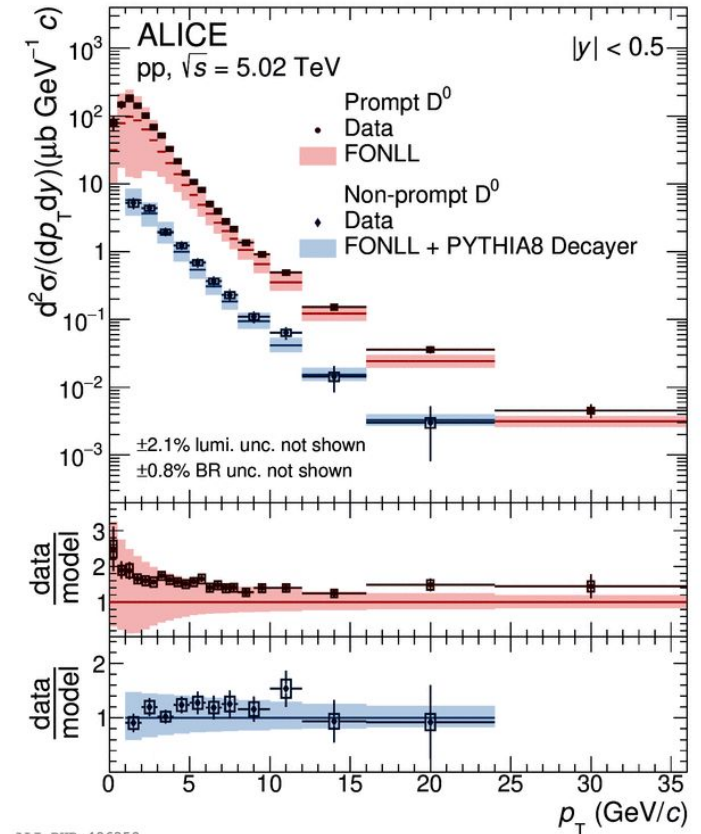 ALICE
pp, √s = 5.02 TeV
|y| < 0.5
Prompt D⁰
Data
FONLL
Non-prompt D⁰
Data
FONLL + PYTHIA8 Decayer
d²σ/(dp_T dy)(μb GeV⁻¹ c)
10³
10²
10
1
10⁻¹
10⁻²
10⁻³
±2.1% lumi. unc. not shown
±0.8% BR unc. not shown
data
model
3
2
1
data
model
2
1
0 5 10 15 20 25 30 35
p_T (GeV/c)